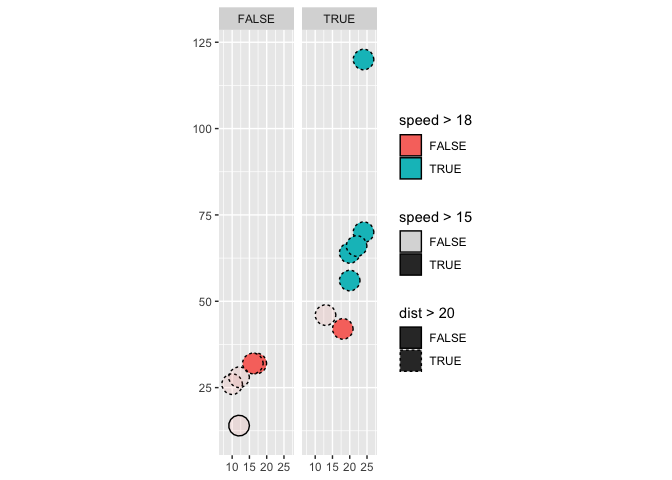 FALSE TRUE
125
100
75
50
25
10 15 20 25 10 15 20 25
speed > 18
FALSE
TRUE
speed > 15
FALSE
TRUE
dist > 20
FALSE
TRUE